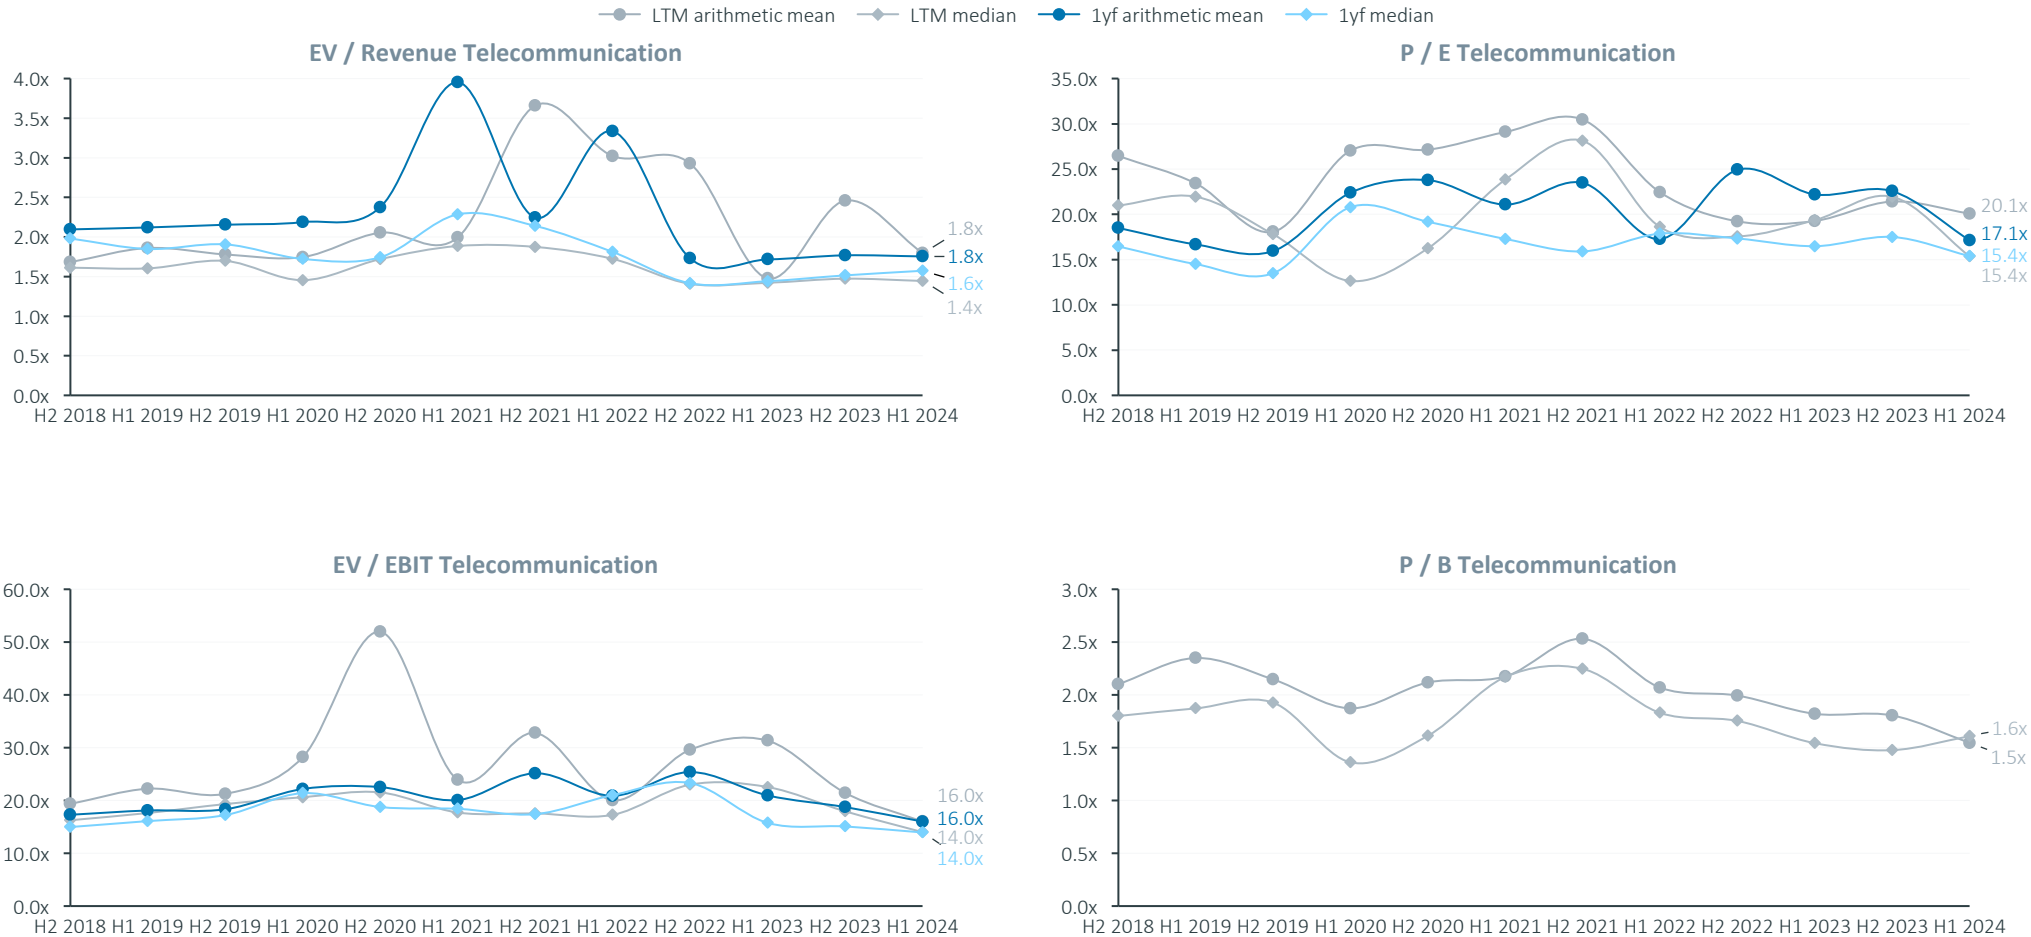 LTM arithmetic mean LTM median 1yf arithmetic mean 1yf median
EV / Revenue Telecommunication
4.0x
3.5x
3.0x
2.5x
2.0x
1.5x
1.0x
0.5x
0.0x
1.8x
1.8x
1.6x
1.4x
H2 2018 H1 2019 H2 2019 H1 2020 H2 2020 H1 2021 H2 2021 H1 2022 H2 2022 H1 2023 H2 2023 H1 2024
P / E Telecommunication
35.0x
30.0x
25.0x
20.0x
15.0x
10.0x
5.0x
0.0x
20.1x
17.1x
15.4x
15.4x
H2 2018 H1 2019 H2 2019 H1 2020 H2 2020 H1 2021 H2 2021 H1 2022 H2 2022 H1 2023 H2 2023 H1 2024
EV / EBIT Telecommunication
60.0x
50.0x
40.0x
30.0x
20.0x
10.0x
0.0x
16.0x
16.0x
14.0x
14.0x
H2 2018 H1 2019 H2 2019 H1 2020 H2 2020 H1 2021 H2 2021 H1 2022 H2 2022 H1 2023 H2 2023 H1 2024
P / B Telecommunication
3.0x
2.5x
2.0x
1.5x
1.0x
0.5x
0.0x
1.6x
1.5x
H2 2018 H1 2019 H2 2019 H1 2020 H2 2020 H1 2021 H2 2021 H1 2022 H2 2022 H1 2023 H2 2023 H1 2024